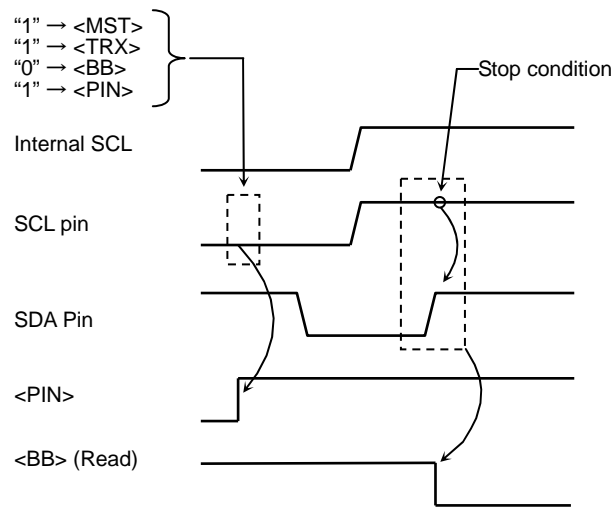 “1” → <MST>
“1” → <TRX>
“0” → <BB>
“1” → <PIN>
Stop condition
Internal SCL
SCL pin
SDA Pin
<PIN>
<BB> (Read)